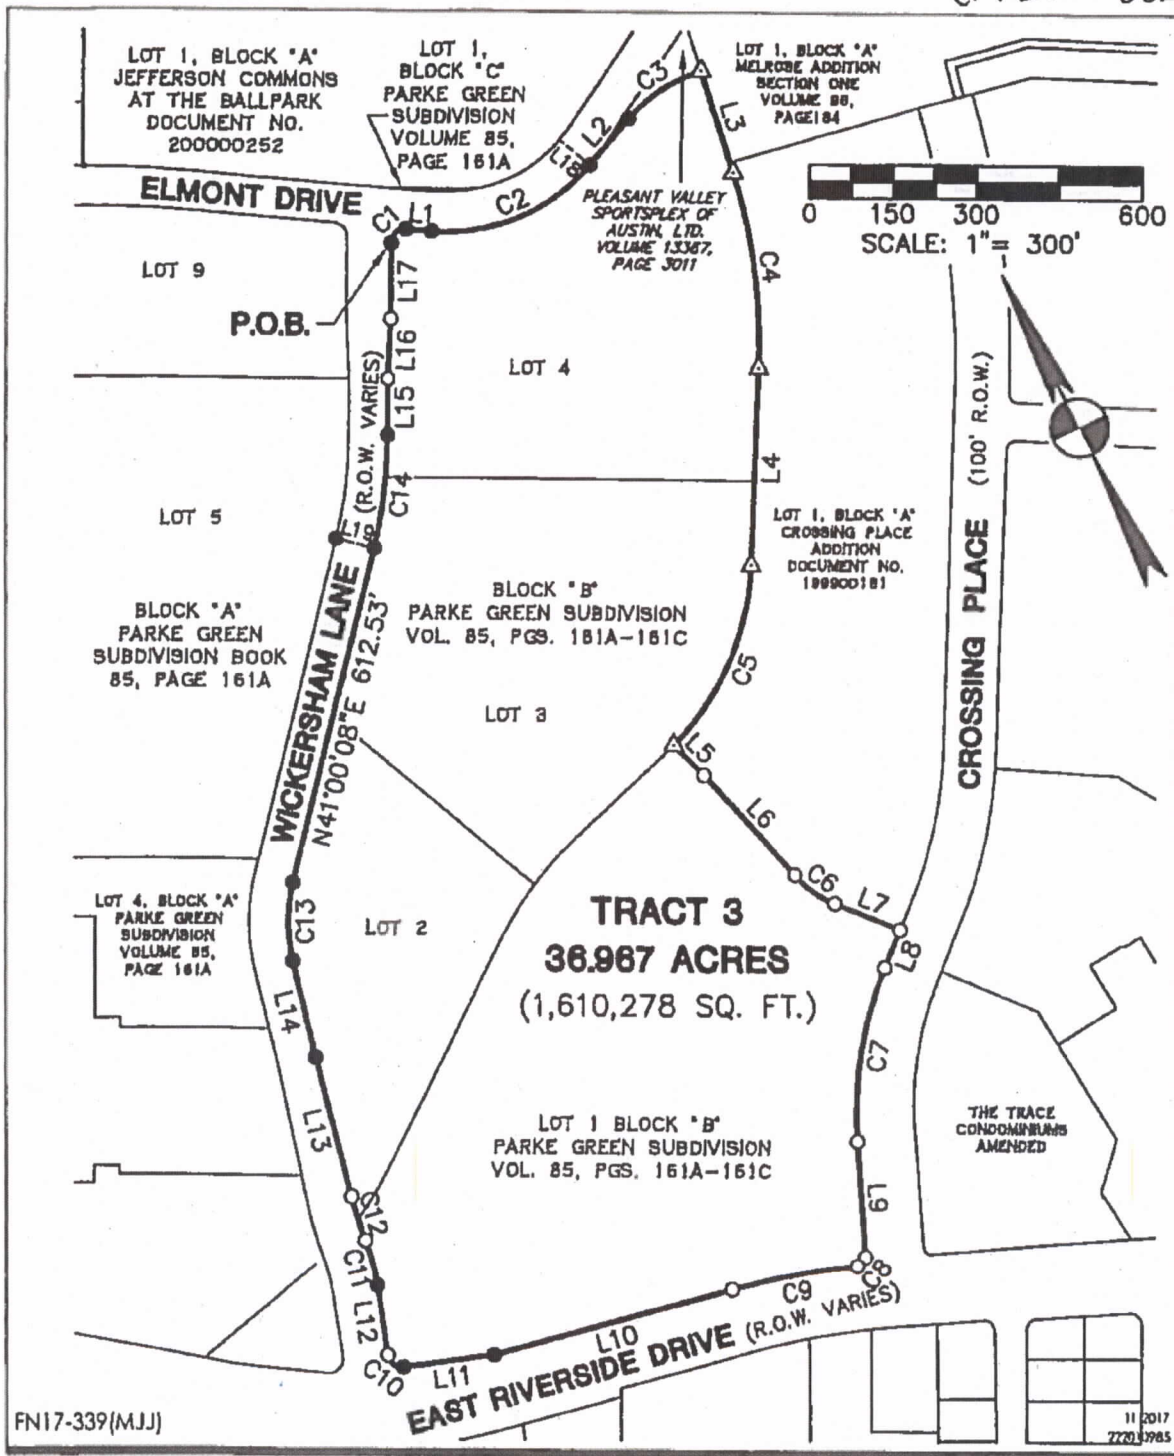 LOT 1, BLOCK "A"
JEFFERSON COMMONS
AT THE BALLPARK
DOCUMENT NO.
200000252
LOT 1,
BLOCK "C"
PARKE GREEN
SUBDIVISION
VOLUME 85,
PAGE 161A
C3
L2
L18
LOT 1, BLOCK "A"
MELROSE ADDITION
SECTION ONE
VOLUME 98,
PAGE184
L3
ELMONT DRIVE
C1
L1
C2
PLEASANT VALLEY
SPORTSPLEX OF
AUSTIN, LTD.
VOLUME 13367,
PAGE 3011
0 150 300 600
SCALE: 1"= 300'
LOT 9
L17
C4
P.O.B.
L16
LOT 4
L15
(R.O.W. VARIES)
(100' R.O.W.)
C14
L4
LOT 5
L19
LOT 1, BLOCK "A"
CROSSING PLACE
ADDITION
DOCUMENT NO.
199900181
CROSSING PLACE
BLOCK "A"
PARKE GREEN
SUBDIVISION BOOK
85, PAGE 161A
BLOCK "B"
PARKE GREEN SUBDIVISION
VOL. 85, PGS. 161A-161C
WICKERSHAM LANE
N41°00'08"E 612.53'
C5
LOT 3
L5
L6
C6
L7
L8
LOT 4, BLOCK "A"
PARKE GREEN
SUBDIVISION
VOLUME 85,
PAGE 161A
C13
LOT 2
TRACT 3
36.967 ACRES
(1,610,278 SQ. FT.)
L14
C7
L13
LOT 1 BLOCK "B"
PARKE GREEN SUBDIVISION
VOL. 85, PGS. 161A-161C
THE TRACE
CONDOMINIUMS
AMENDED
C12
L9
C11
C8
L12
C9
L10
C10
L11
EAST RIVERSIDE DRIVE (R.O.W. VARIES)
FN17-339(MJJ)
11 2017